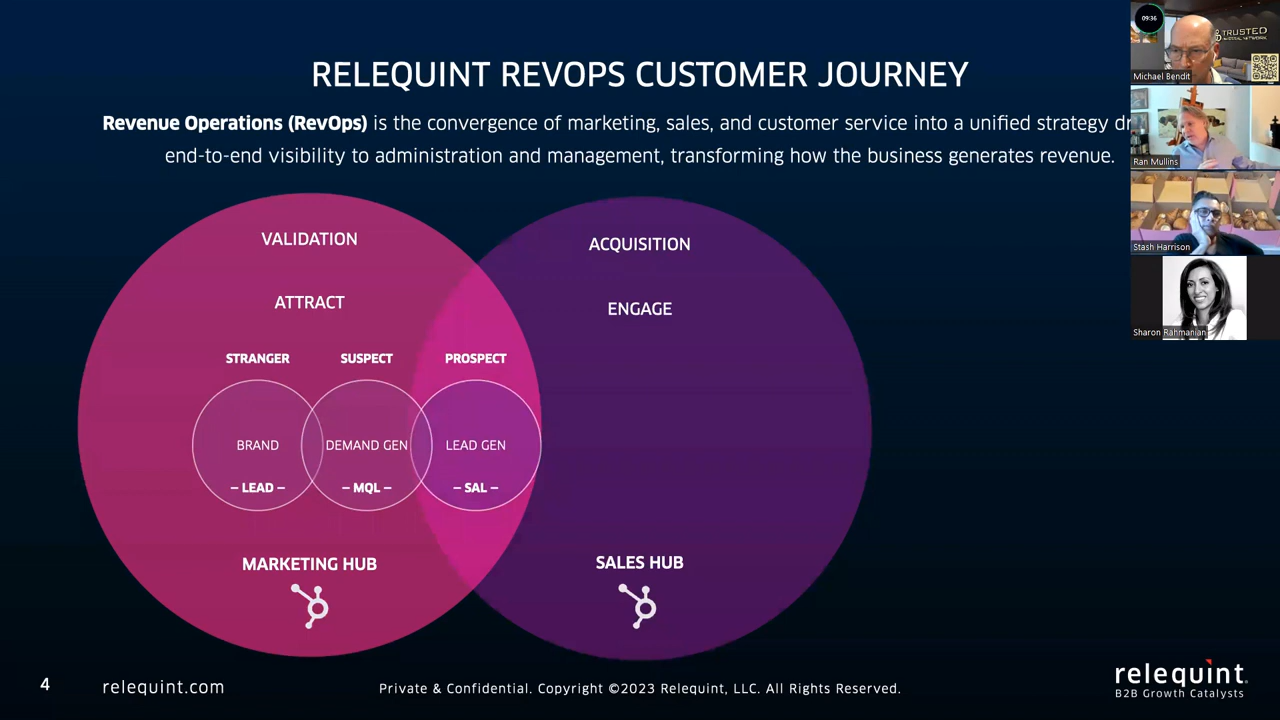 RELEQUINT REVOPS CUSTOMER JOURNEY
Revenue Operations (RevOps) is the convergence of marketing, sales, and customer service into a unified strategy
end-to-end visibility to administration and management, transforming how the business generates revenue.
VALIDATION
ATTRACT
STRANGER
SUSPECT
PROSPECT
BRAND
DEMAND GEN
LEAD GEN
– LEAD –
– MQL –
– SAL –
MARKETING HUB
ACQUISITION
ENGAGE
SALES HUB
4
relequint.com
Private & Confidential. Copyright ©2023 Relequint, LLC. All Rights Reserved.
relequint.
B2B Growth Catalysts
09:36
TRUSTED
Michael Bendit
Ran Mullins
Stash Harrison
Sharon Rahmanian